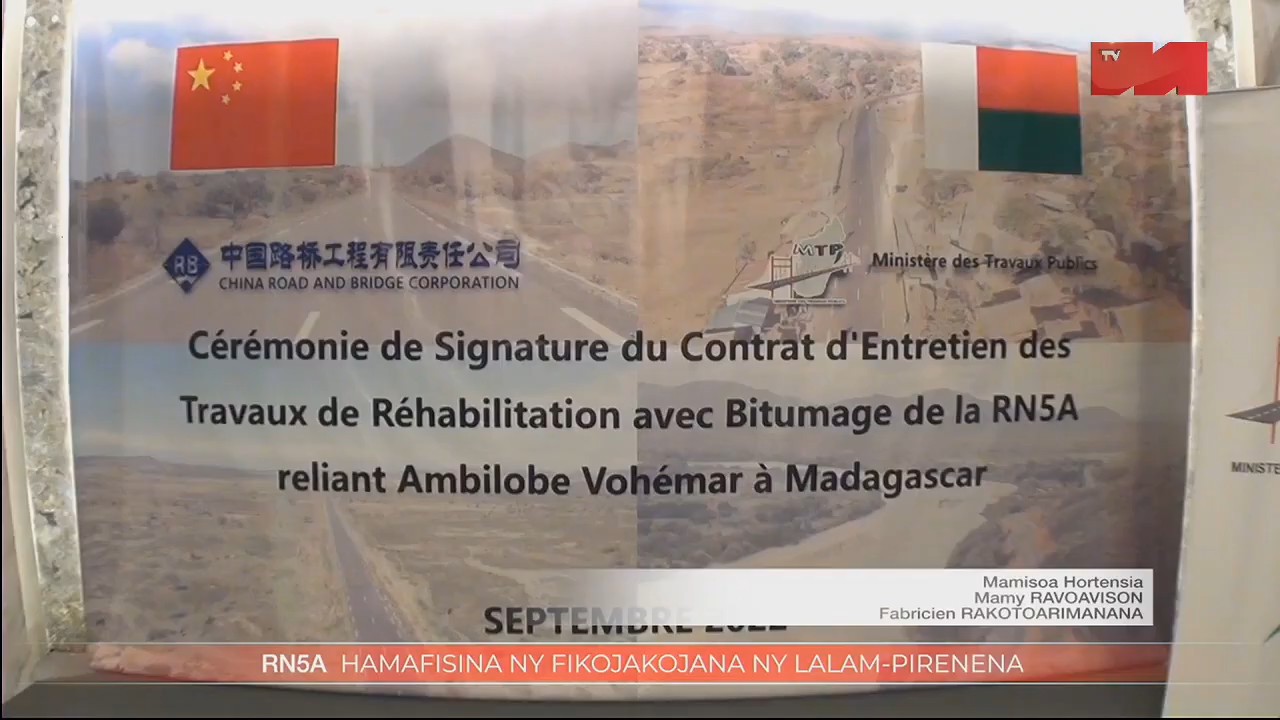 TV
RB
中国路桥工程有限责任公司
CHINA ROAD AND BRIDGE CORPORATION
MTP
Ministère des Travaux Publics
Cérémonie de Signature du Contrat d'Entretien des
Travaux de Réhabilitation avec Bitumage de la RN5A
reliant Ambilobe Vohémar à Madagascar
SEPTEMBRE
Mamisoa Hortensia
Mamy RAVOAVISON
Fabricien RAKOTOARIMANANA
RN5A HAMAFISINA NY FIKOJAKOJANA NY LALAM-PIRENENA